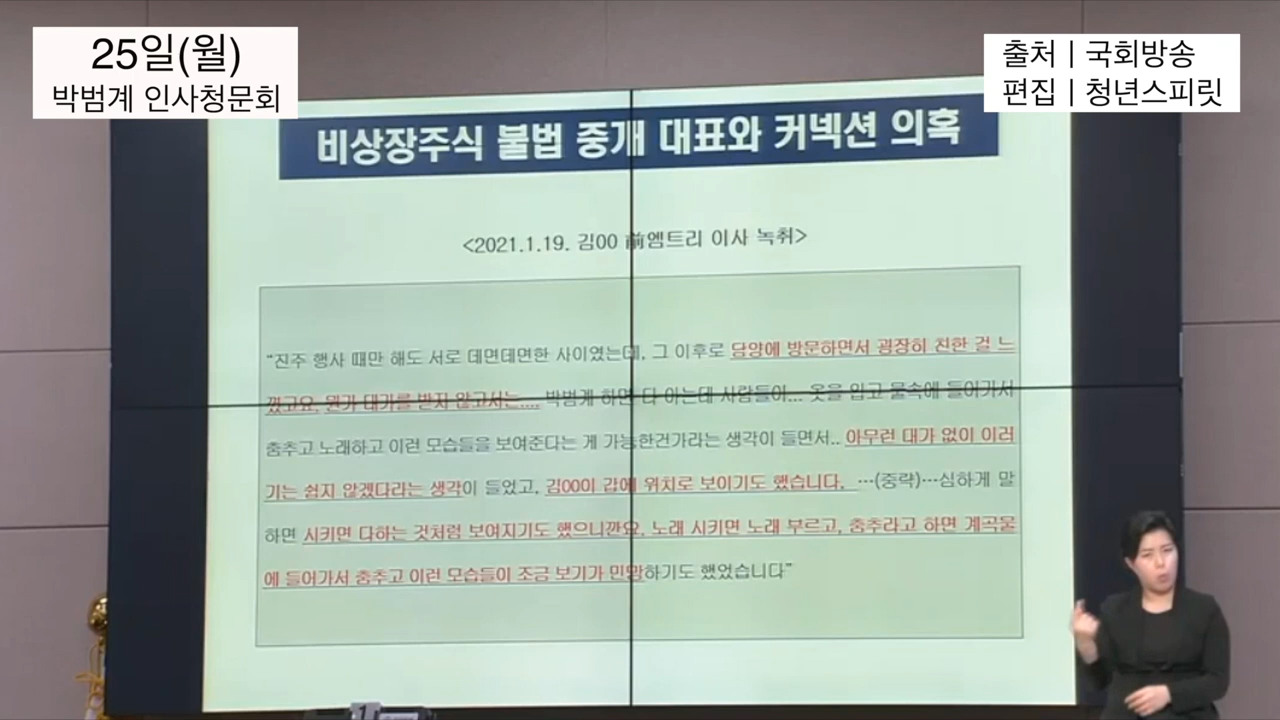 25일(월)
박범계 인사청문회
출처 | 국회방송
편집 | 청년스피릿
비상장주식 불법 중개 대표와 커넥션 의혹
<2021.1.19. 김00 前엠트리 이사 녹취>
“진주 행사 때만 해도 서로 데면데면한 사이였는데, 그 이후로 담양에 방문하면서 굉장히 친한 걸 느
꼈고요. 뭔가 대가를 받지 않고서는.... 박범계 하면 다 아는데 사람들이... 옷을 입고 물속에 들어가서
춤추고 노래하고 이런 모습들을 보여준다는 게 가능한건가라는 생각이 들면서.. 아무런 대가 없이 이러
기는 쉽지 않겠다라는 생각이 들었고, 김00이 갑에 위치로 보이기도 했습니다. …(중략)…심하게 말
하면 시키면 다하는 것처럼 보여지기도 했으니깐요. 노래 시키면 노래 부르고, 춤추라고 하면 계곡물
에 들어가서 춤추고 이런 모습들이 조금 보기가 민망하기도 했었습니다”